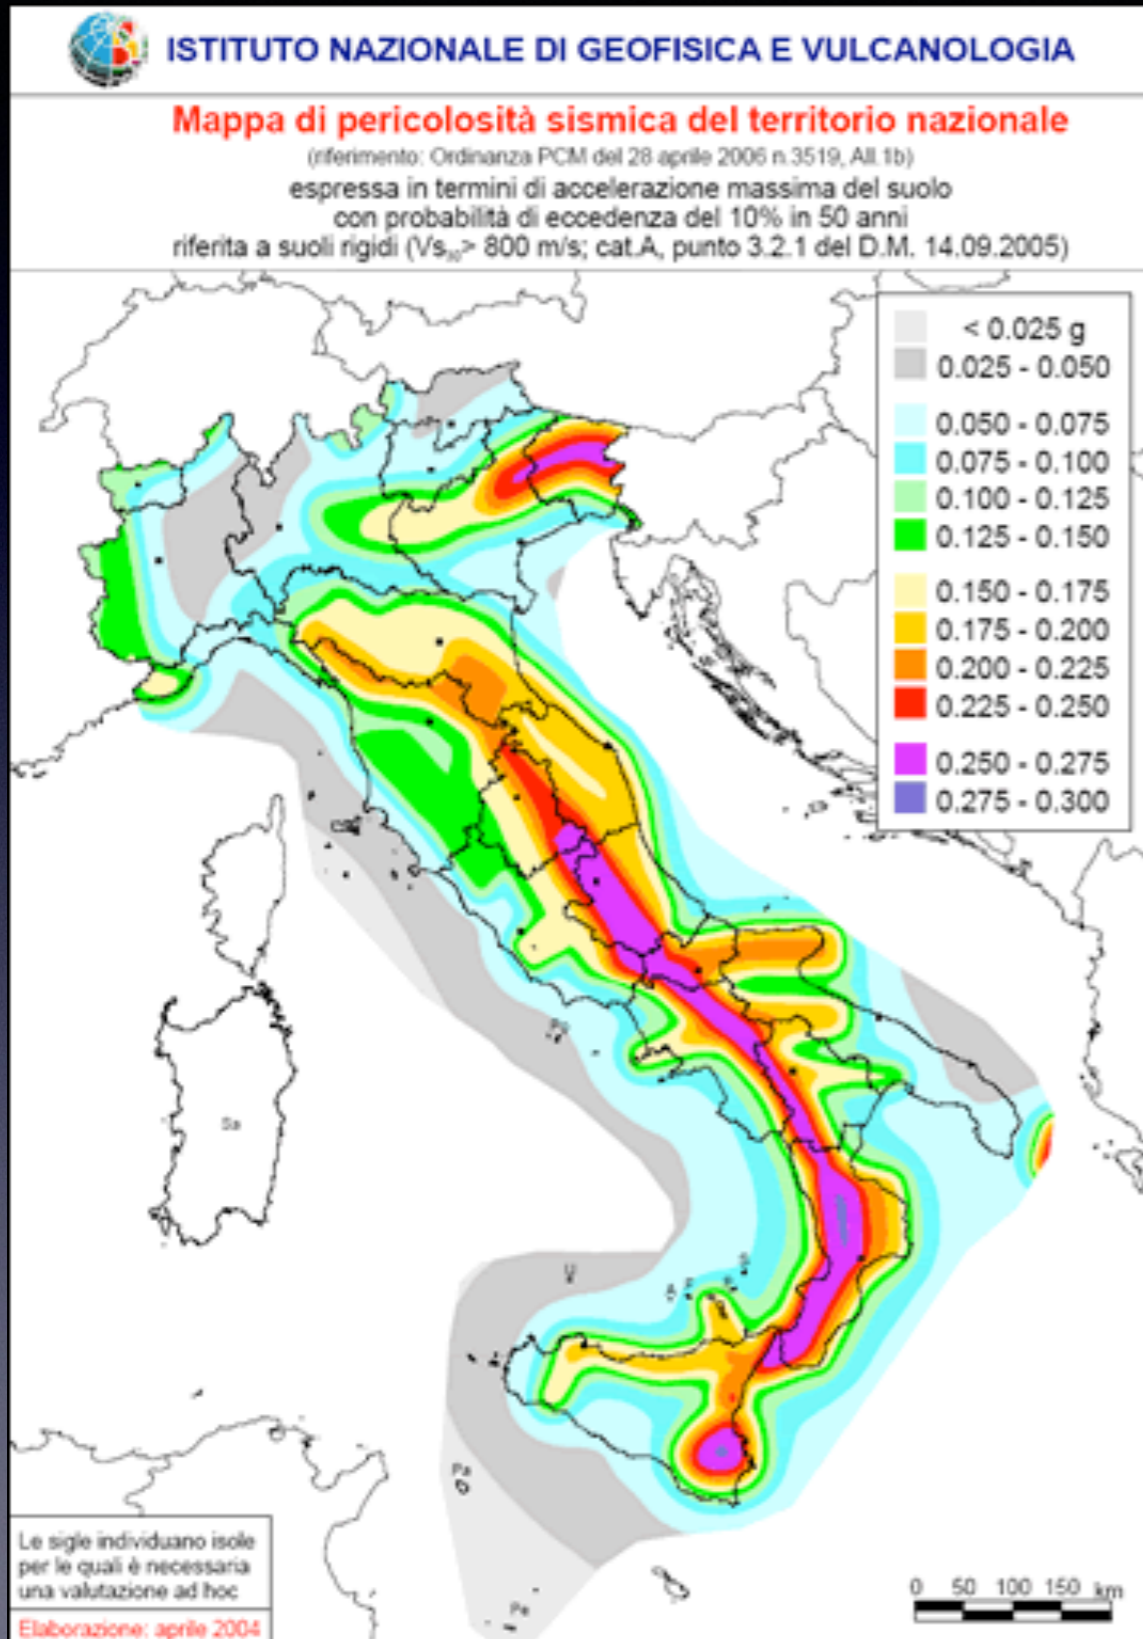 ISTITUTO NAZIONALE DI GEOFISICA E VULCANOLOGIA
Mappa di pericolosità sismica del territorio nazionale
(riferimento: Ordinanza PCM del 28 aprile 2006 n.3519, All.1b)
espressa in termini di accelerazione massima del suolo
con probabilità di eccedenza del 10% in 50 anni
riferita a suoli rigidi (Vs₃₀> 800 m/s; cat.A, punto 3.2.1 del D.M. 14.09.2005)
< 0.025 g
0.025 - 0.050
0.050 - 0.075
0.075 - 0.100
0.100 - 0.125
0.125 - 0.150
0.150 - 0.175
0.175 - 0.200
0.200 - 0.225
0.225 - 0.250
0.250 - 0.275
0.275 - 0.300
Sa
U
Pa
Pe
Le sigle individuano isole
per le quali è necessaria
una valutazione ad hoc
Elaborazione: aprile 2004
0 50 100 150 km